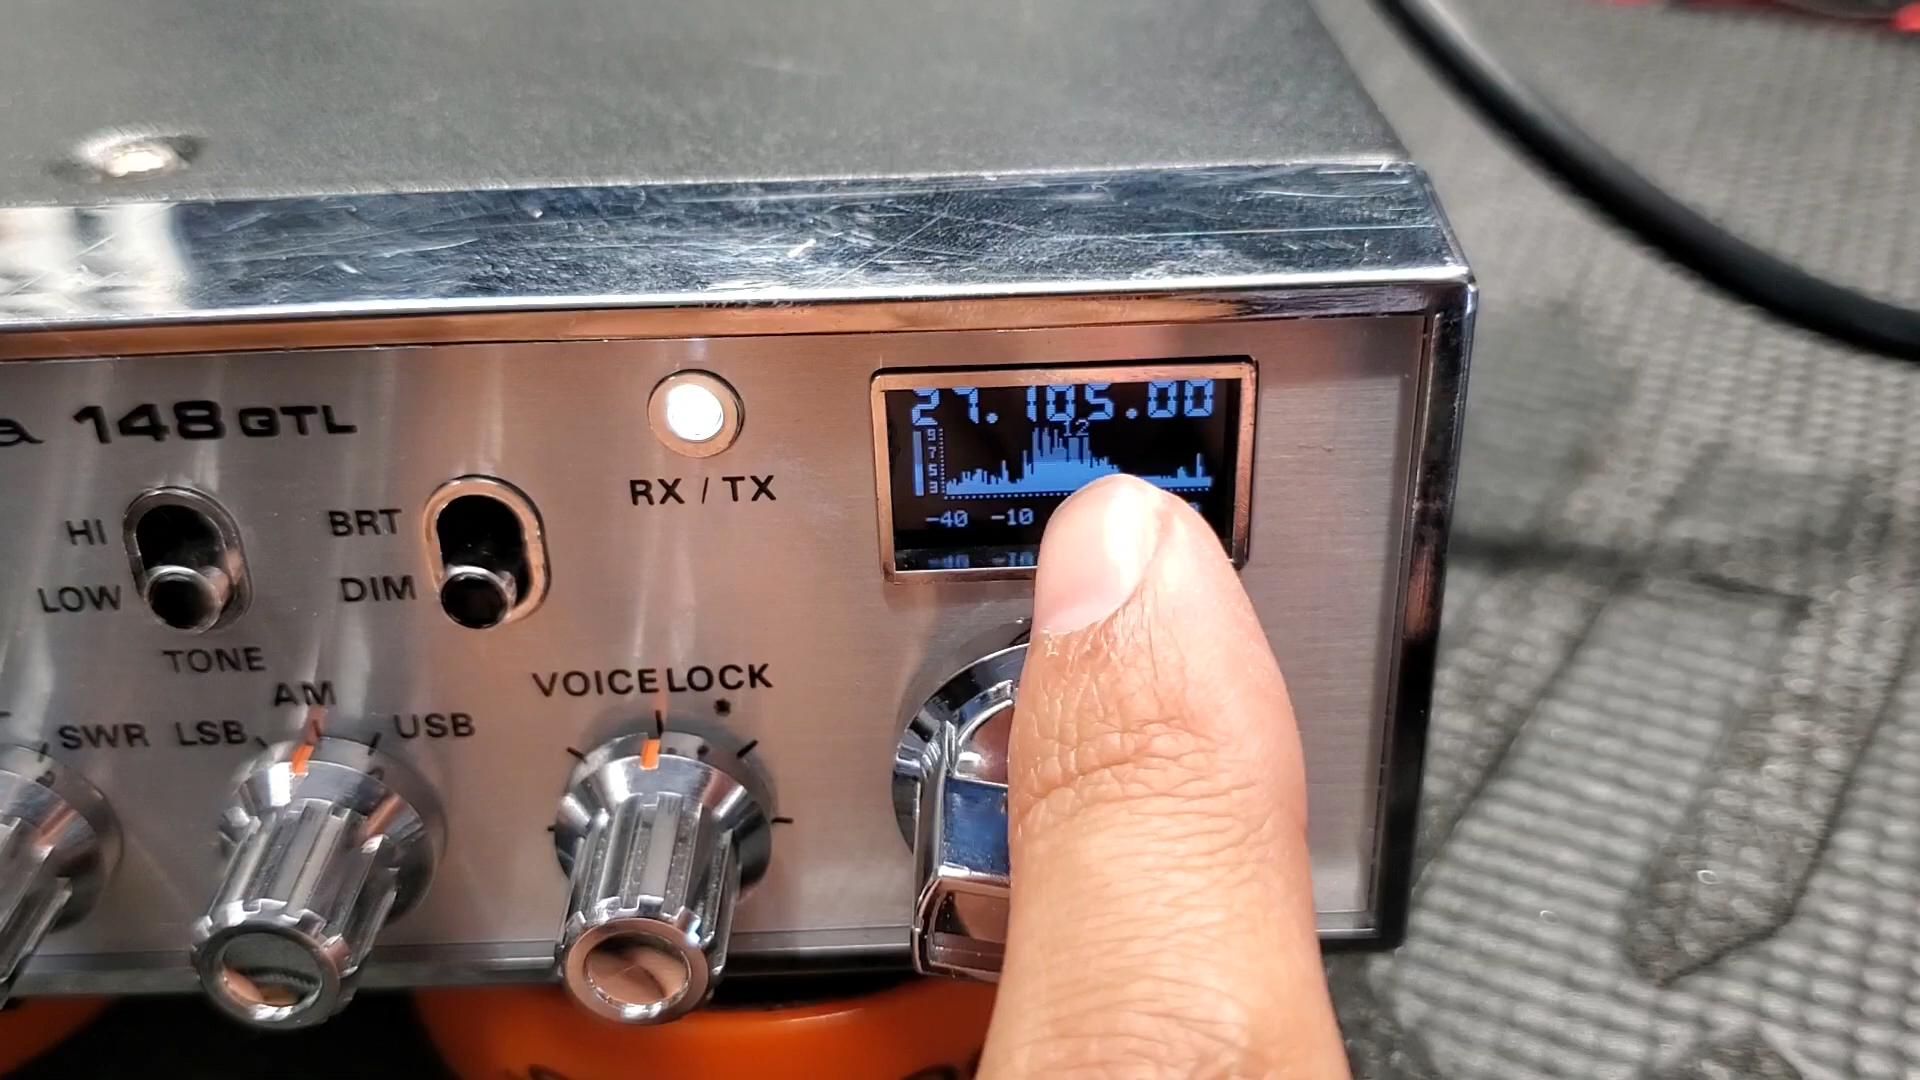 a 148 GTL
27.105.00
12
9
7
5
3
-40 -10
RX / TX
HI
LOW
TONE
BRT
DIM
VOICE LOCK
*
SWR
LSB
AM
USB